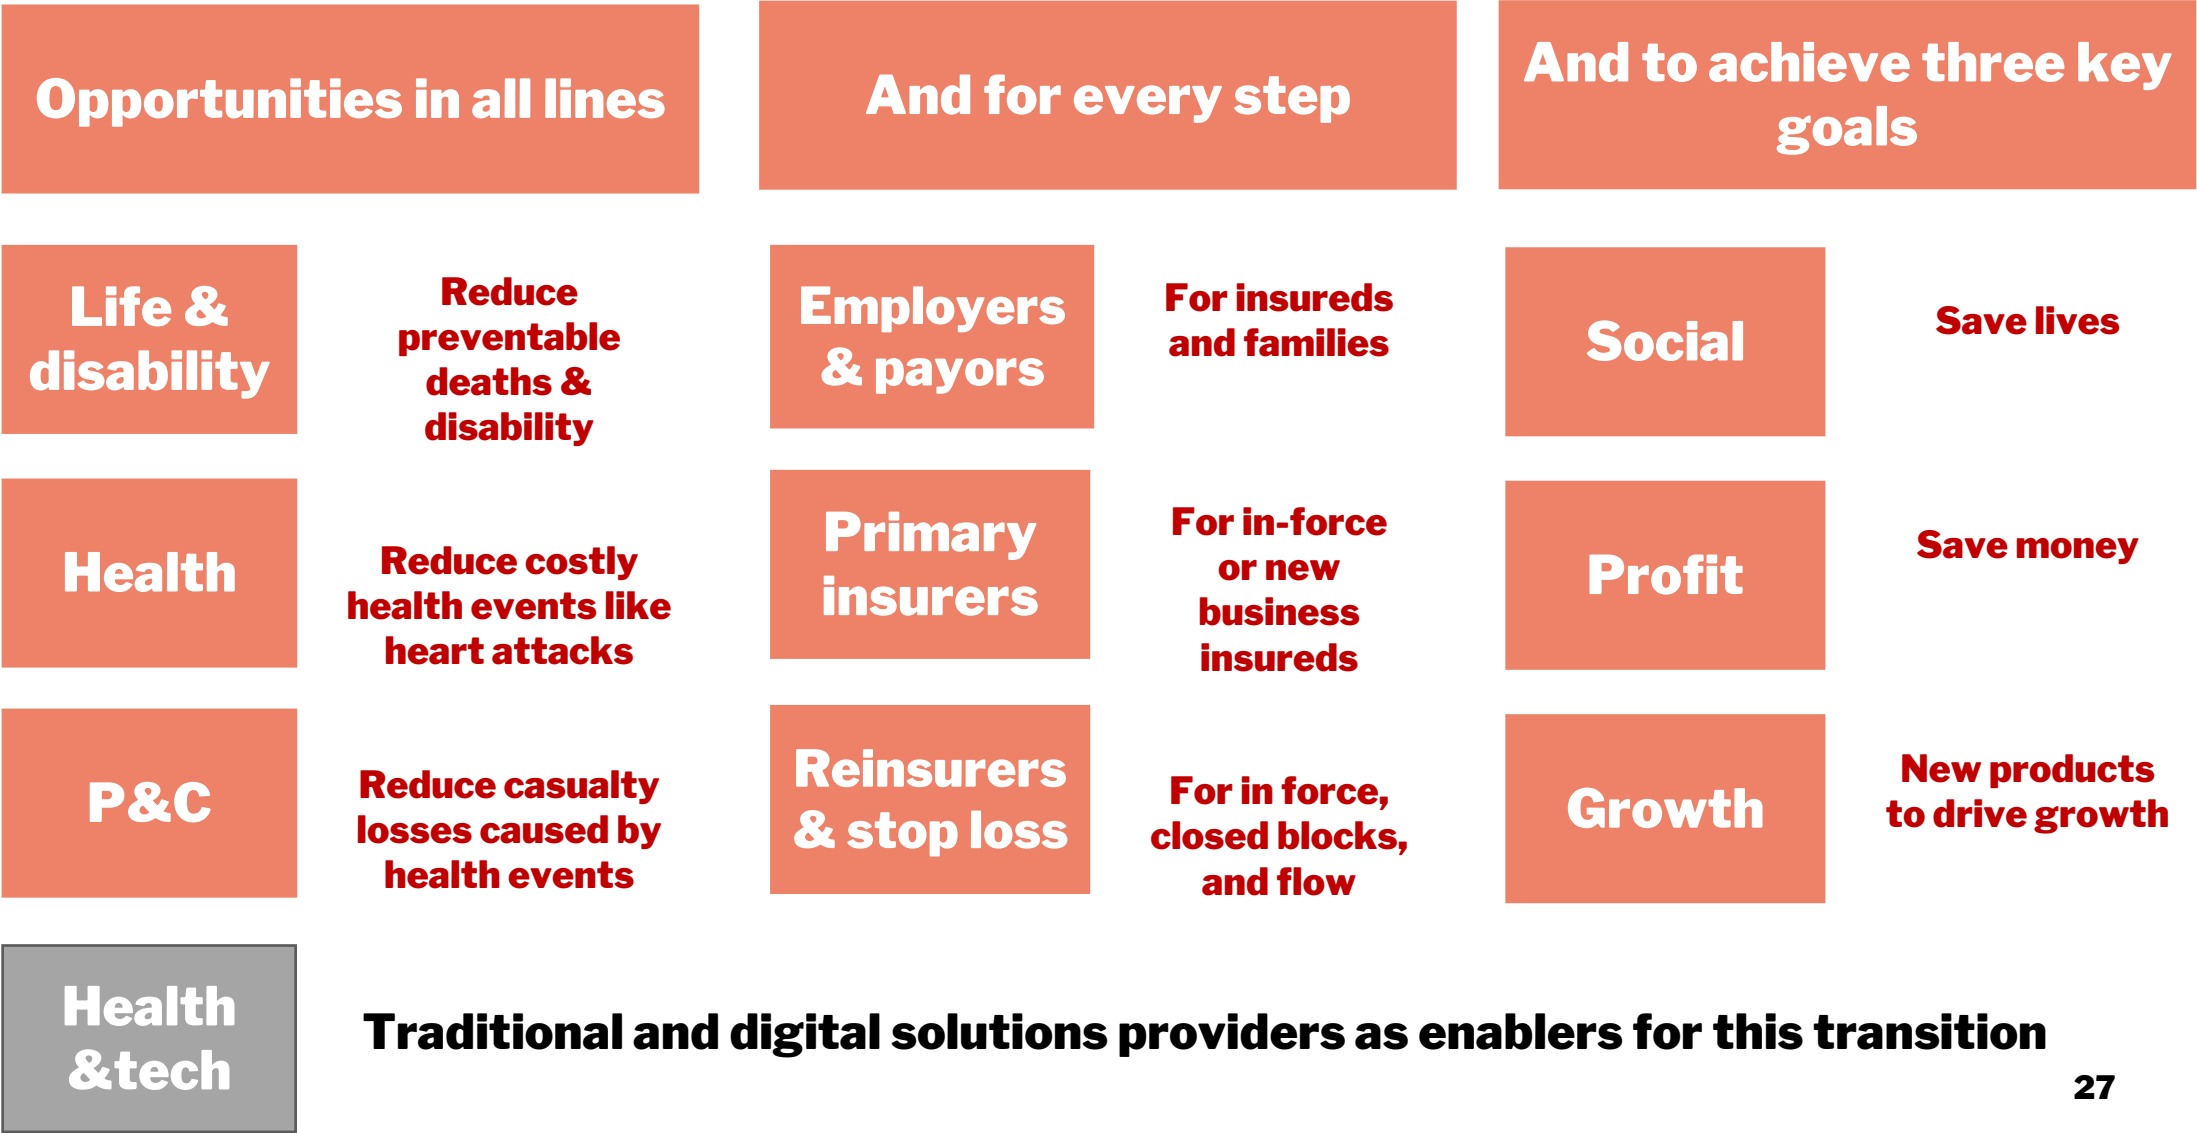 Opportunities in all lines
And for every step
And to achieve three key
goals
Life &
disability
Reduce
preventable
deaths &
disability
Employers
& payors
For insureds
and families
Social
Save lives
Health
Reduce costly
health events like
heart attacks
Primary
insurers
For in-force
or new
business
insureds
Profit
Save money
P&C
Reduce casualty
losses caused by
health events
Reinsurers
& stop loss
For in force,
closed blocks,
and flow
Growth
New products
to drive growth
Health
&tech
Traditional and digital solutions providers as enablers for this transition
27